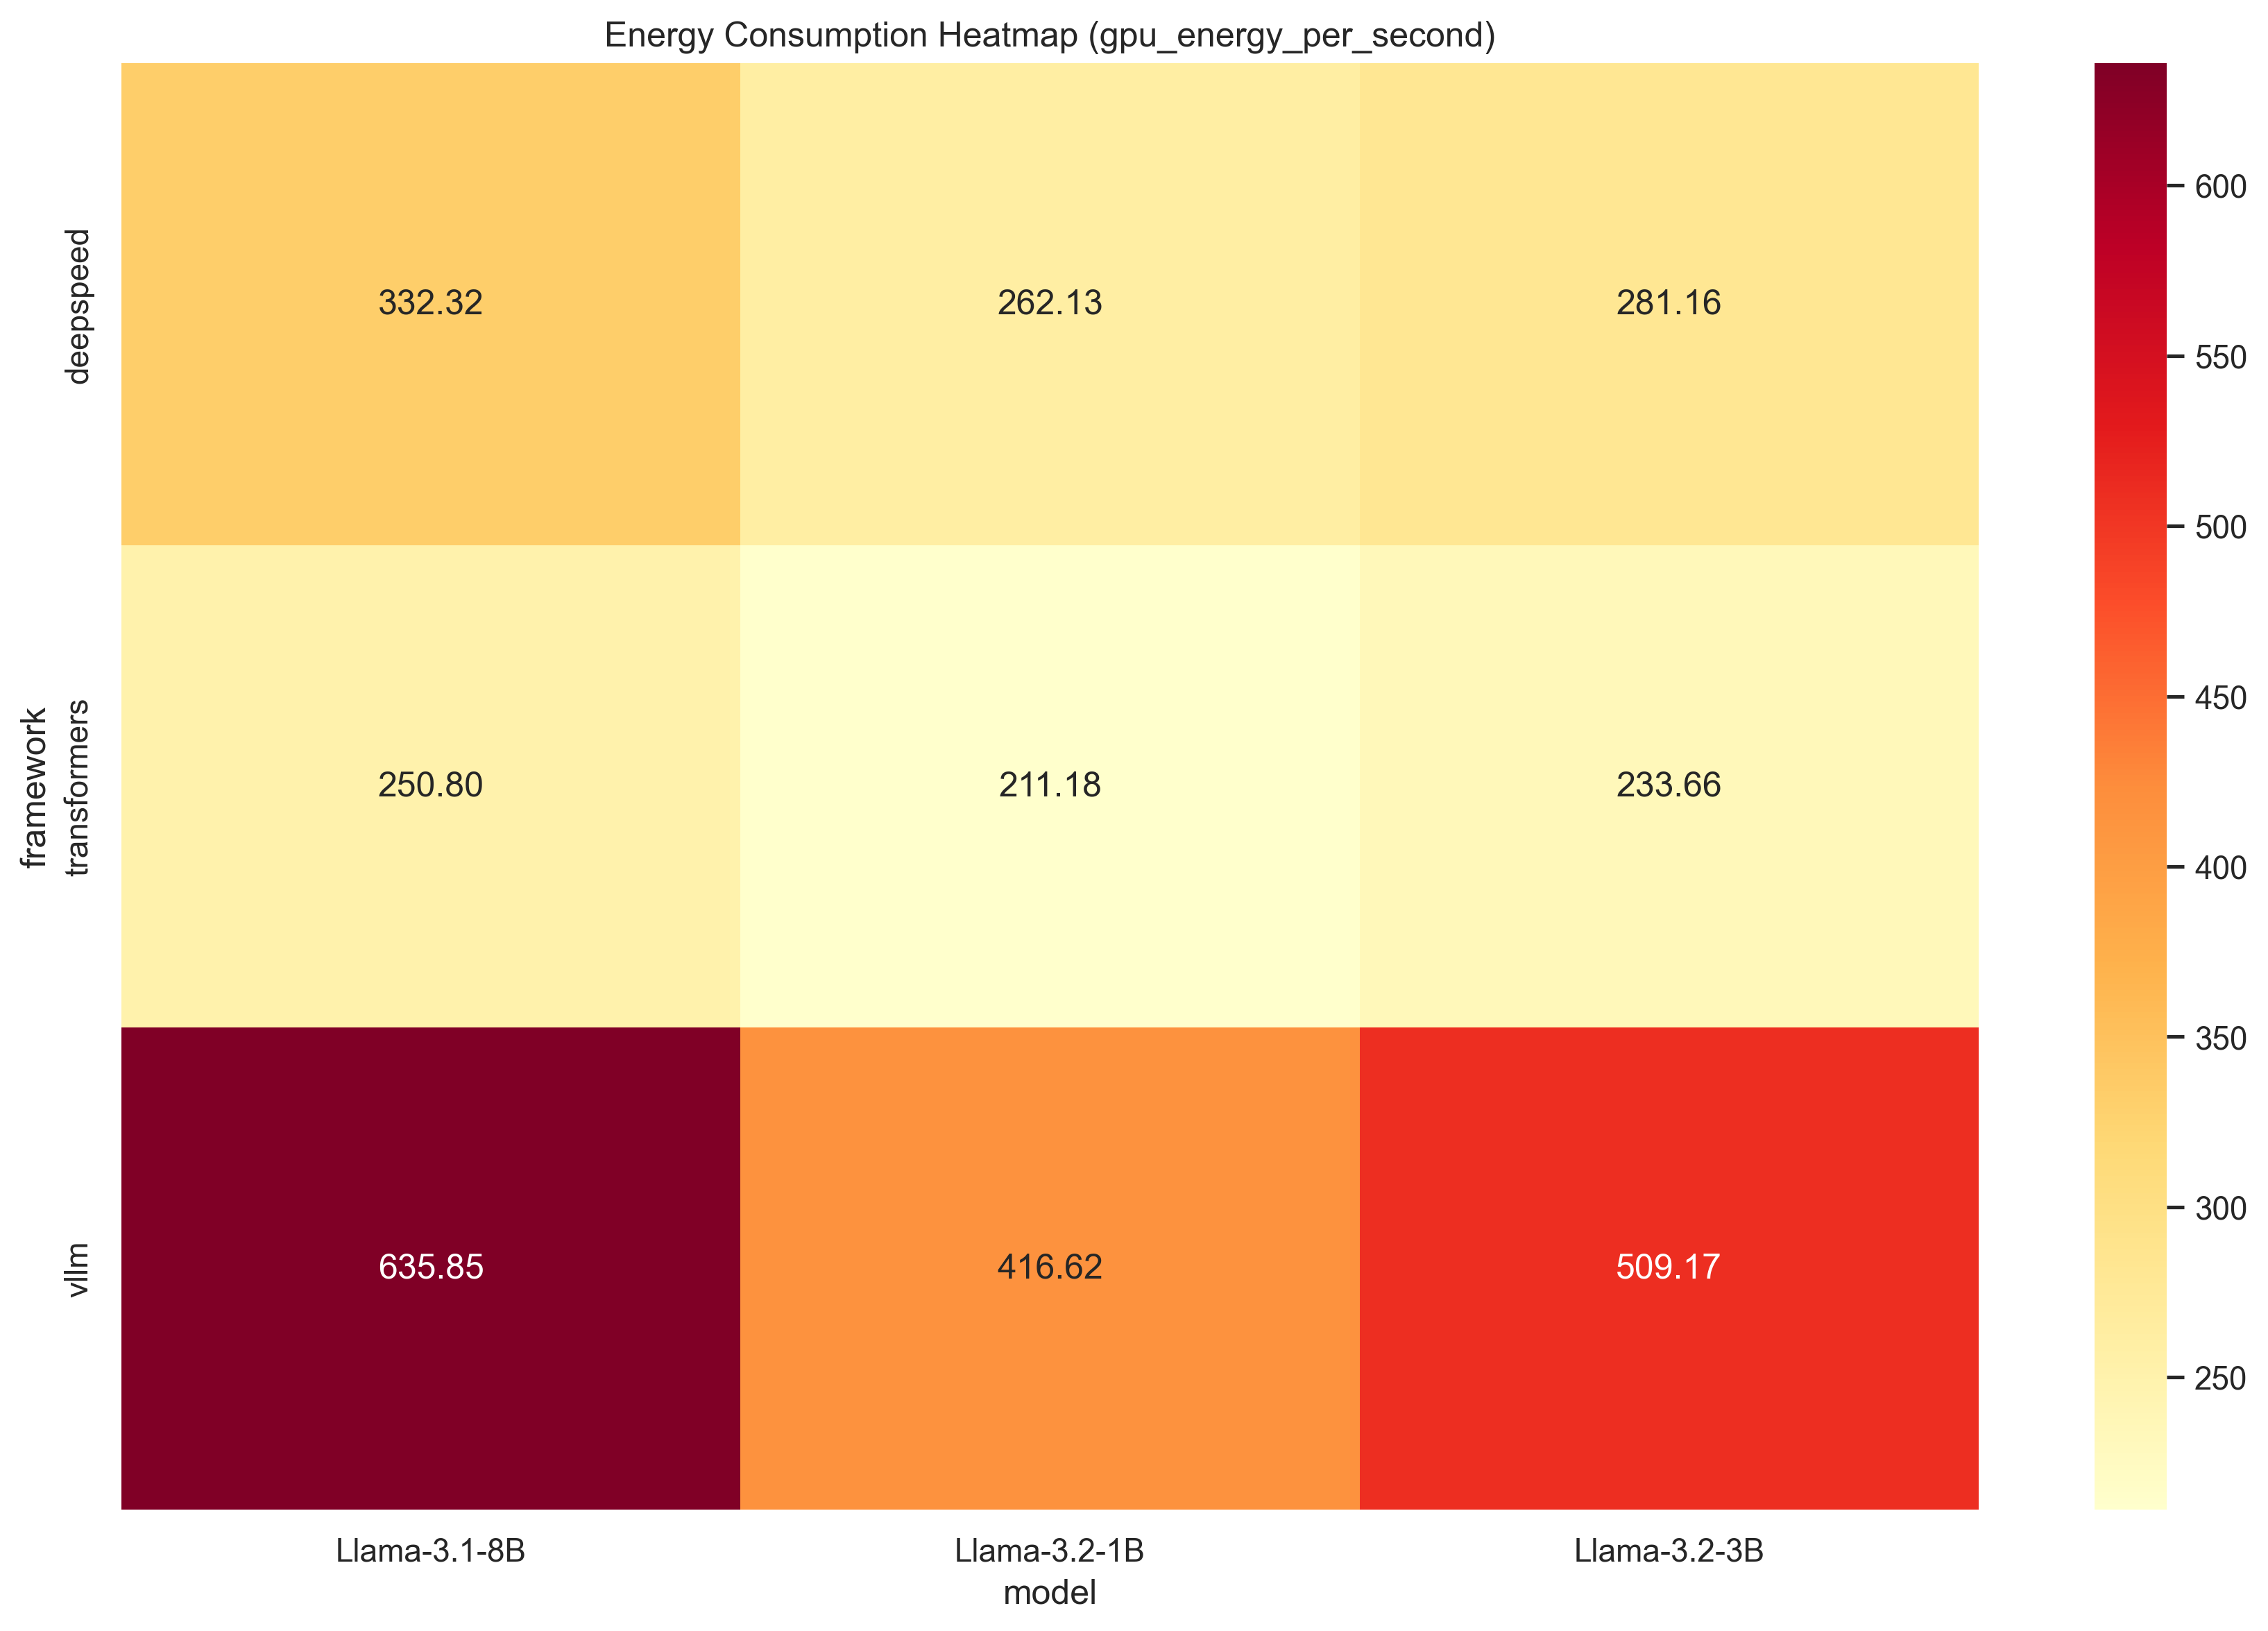 Energy Consumption Heatmap (gpu_energy_per_second)
framework
deepspeed
332.32
262.13
281.16
transformers
250.80
211.18
233.66
vllm
635.85
416.62
509.17
Llama-3.1-8B
Llama-3.2-1B
Llama-3.2-3B
model
600
550
500
450
400
350
300
250